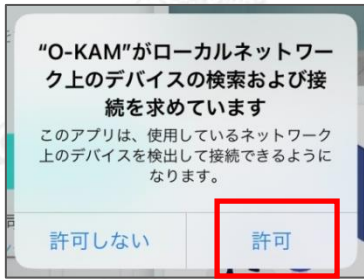 “O-KAM”がローカルネットワー
ク上のデバイスの検索および接
続を求めています
このアプリは、使用しているネットワーク
上のデバイスを検出して接続できるように
なります。
許可しない
許可